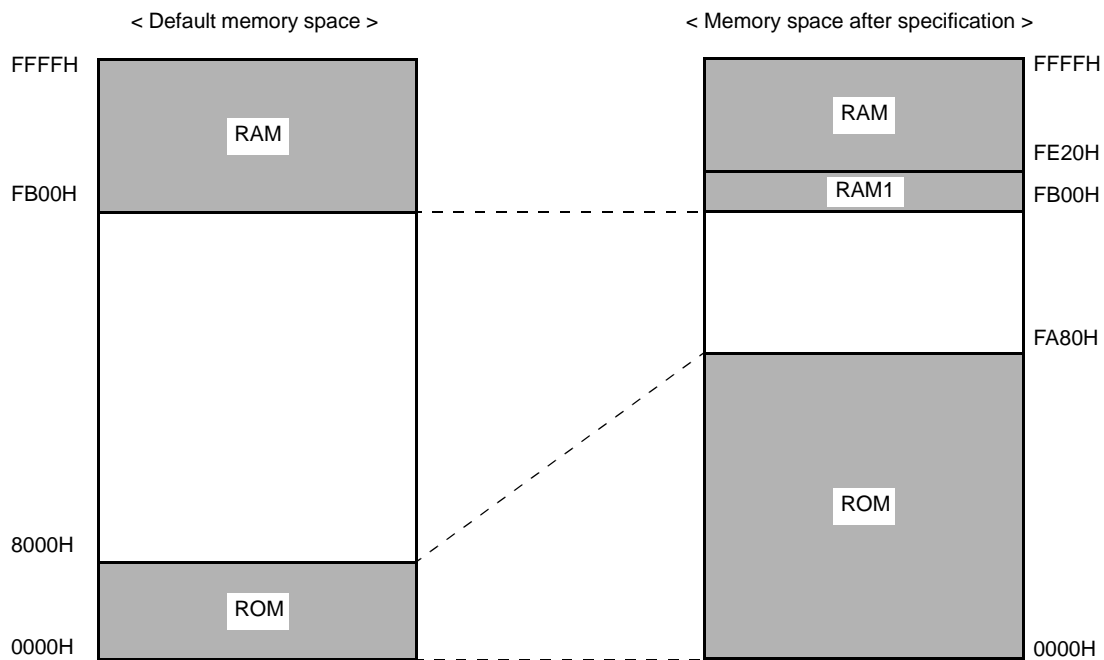 < Default memory space >
< Memory space after specification >
FFFFH
RAM
FB00H
8000H
ROM
0000H
FFFFH
RAM
FE20H
RAM1
FB00H
FA80H
ROM
0000H